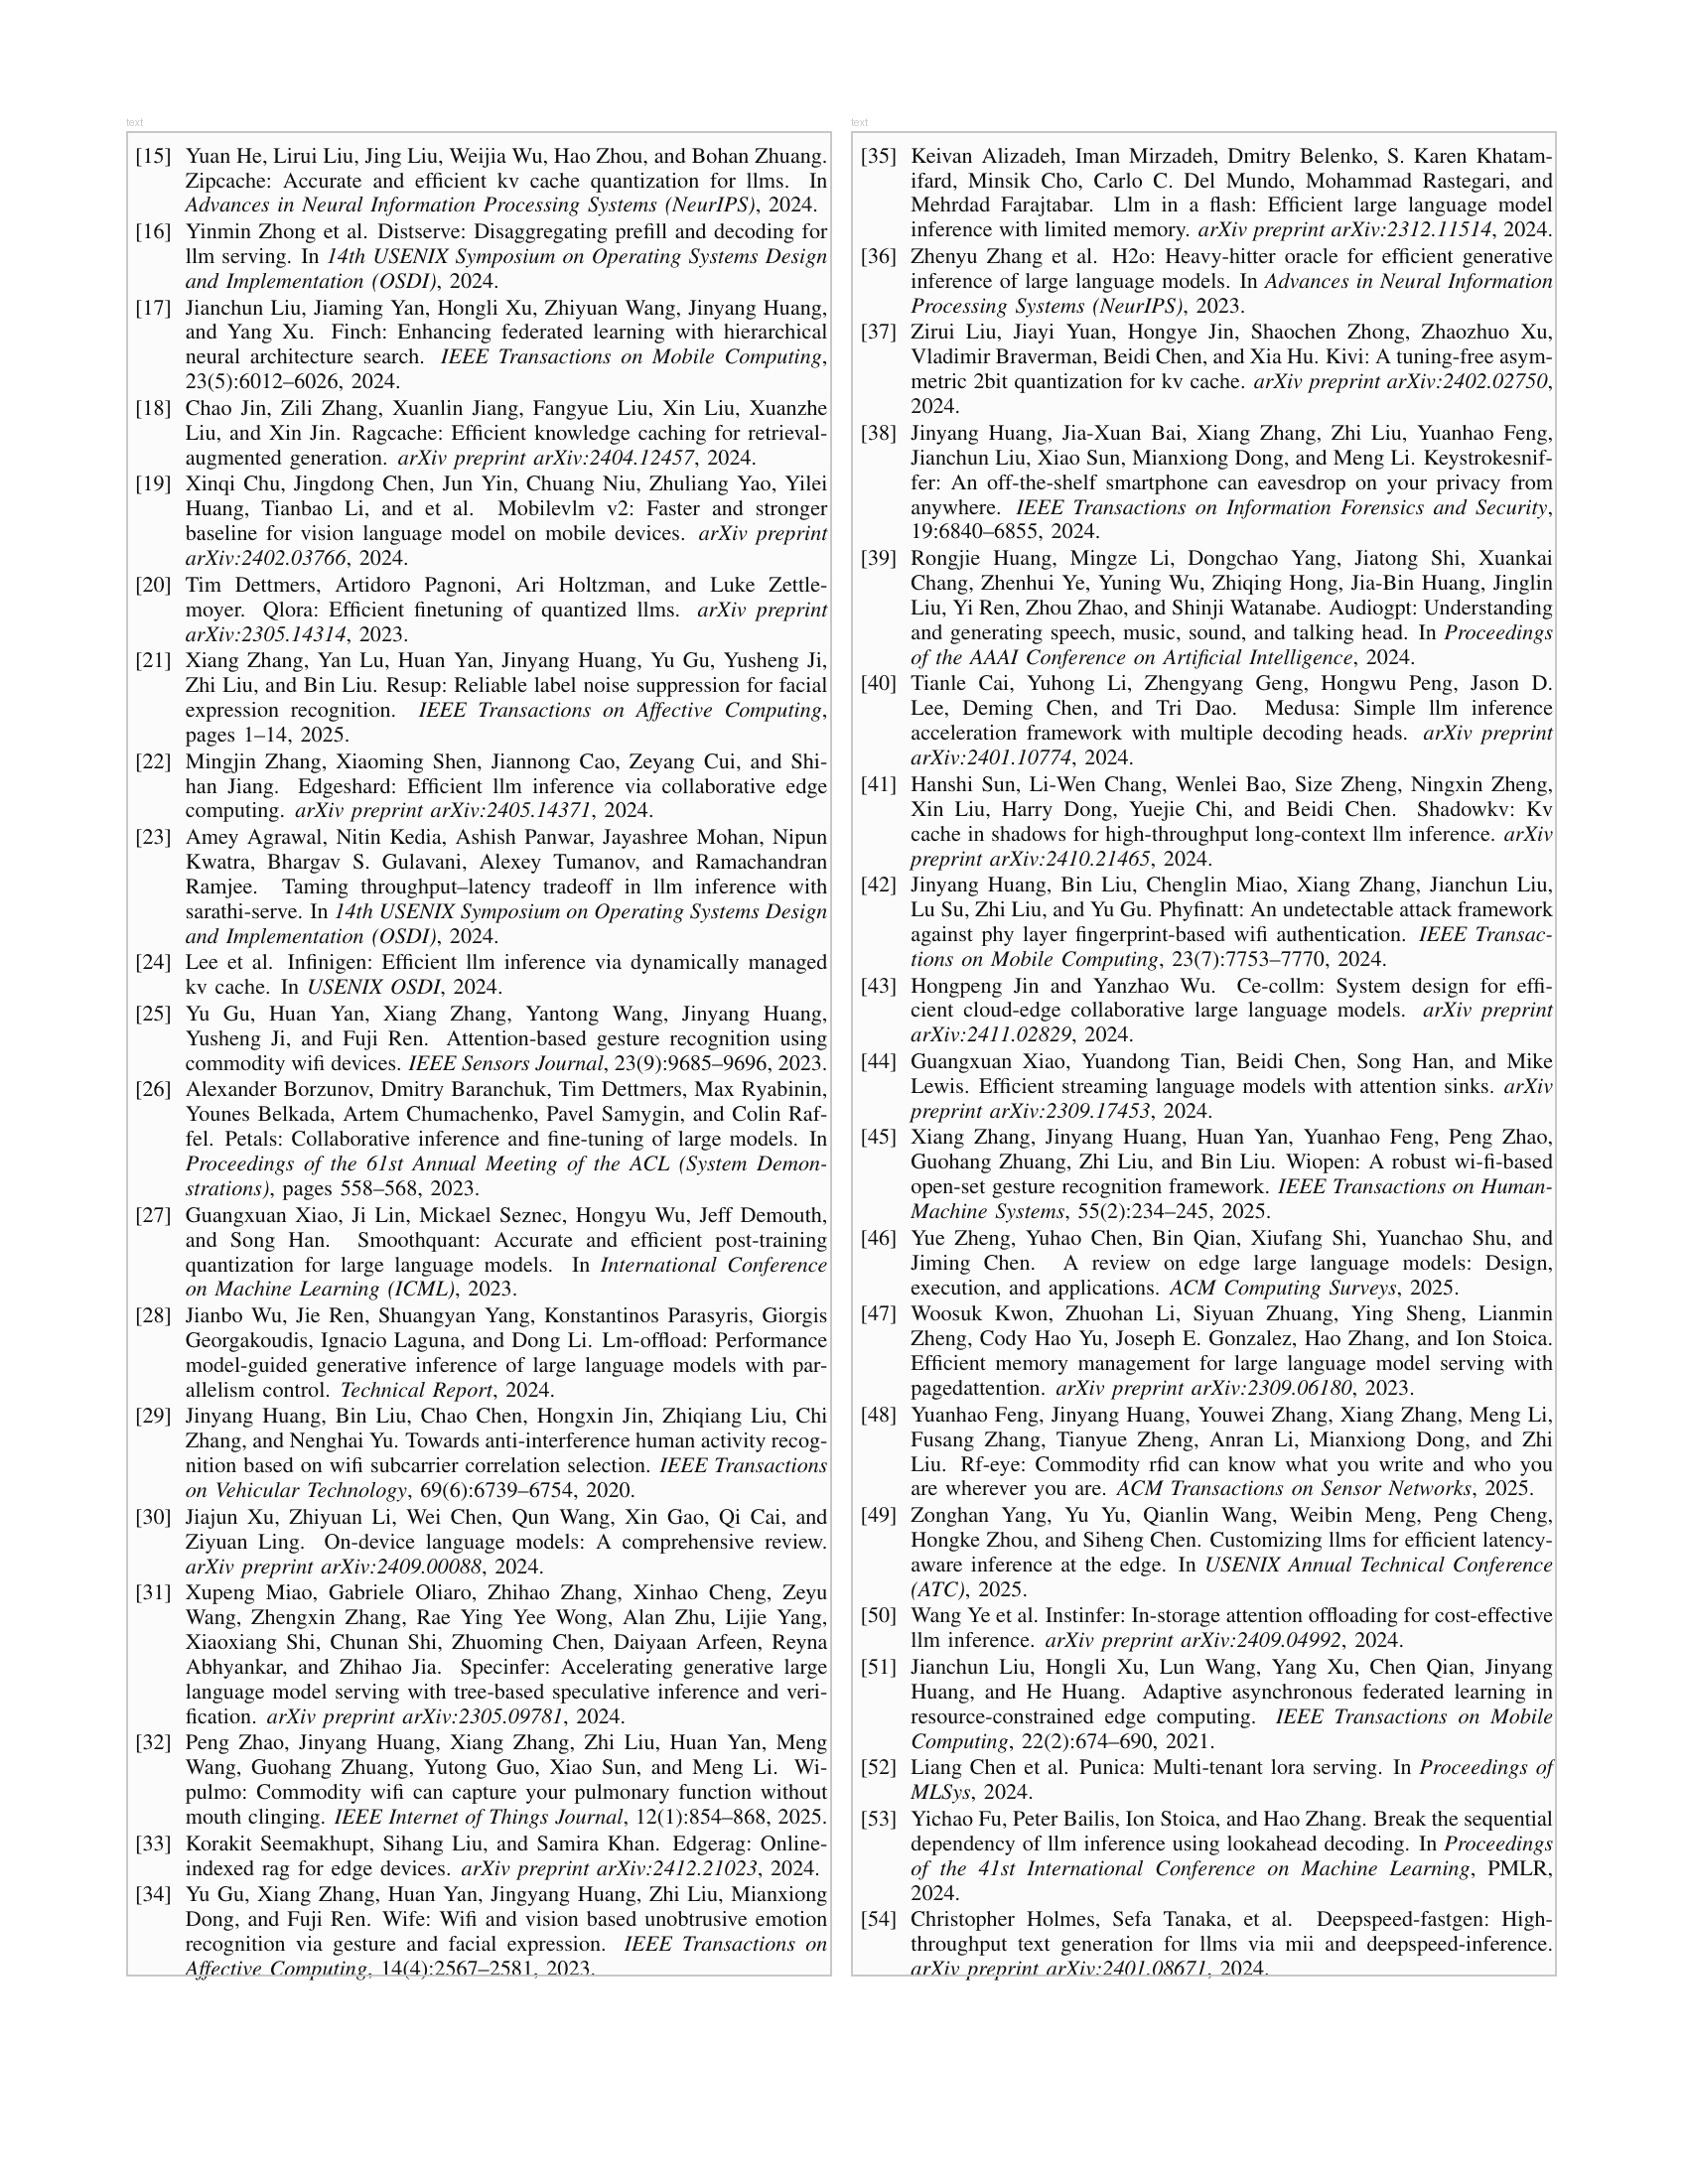 text
[15] Yuan He, Lirui Liu, Jing Liu, Weijia Wu, Hao Zhou, and Bohan Zhuang.
Zipcache: Accurate and efficient kv cache quantization for llms. In
Advances in Neural Information Processing Systems (NeurIPS), 2024.
[16] Yinmin Zhong et al. Distserve: Disaggregating prefill and decoding for
llm serving. In 14th USENIX Symposium on Operating Systems Design
and Implementation (OSDI), 2024.
[17] Jianchun Liu, Jiaming Yan, Hongli Xu, Zhiyuan Wang, Jinyang Huang,
and Yang Xu. Finch: Enhancing federated learning with hierarchical
neural architecture search. IEEE Transactions on Mobile Computing,
23(5):6012–6026, 2024.
[18] Chao Jin, Zili Zhang, Xuanlin Jiang, Fangyue Liu, Xin Liu, Xuanzhe
Liu, and Xin Jin. Ragcache: Efficient knowledge caching for retrieval-
augmented generation. arXiv preprint arXiv:2404.12457, 2024.
[19] Xinqi Chu, Jingdong Chen, Jun Yin, Chuang Niu, Zhuliang Yao, Yilei
Huang, Tianbao Li, and et al. Mobilevlm v2: Faster and stronger
baseline for vision language model on mobile devices. arXiv preprint
arXiv:2402.03766, 2024.
[20] Tim Dettmers, Artidoro Pagnoni, Ari Holtzman, and Luke Zettle-
moyer. Qlora: Efficient finetuning of quantized llms. arXiv preprint
arXiv:2305.14314, 2023.
[21] Xiang Zhang, Yan Lu, Huan Yan, Jinyang Huang, Yu Gu, Yusheng Ji,
Zhi Liu, and Bin Liu. Resup: Reliable label noise suppression for facial
expression recognition. IEEE Transactions on Affective Computing,
pages 1–14, 2025.
[22] Mingjin Zhang, Xiaoming Shen, Jiannong Cao, Zeyang Cui, and Shi-
han Jiang. Edgeshard: Efficient llm inference via collaborative edge
computing. arXiv preprint arXiv:2405.14371, 2024.
[23] Amey Agrawal, Nitin Kedia, Ashish Panwar, Jayashree Mohan, Nipun
Kwatra, Bhargav S. Gulavani, Alexey Tumanov, and Ramachandran
Ramjee. Taming throughput–latency tradeoff in llm inference with
sarathi-serve. In 14th USENIX Symposium on Operating Systems Design
and Implementation (OSDI), 2024.
[24] Lee et al. Infinigen: Efficient llm inference via dynamically managed
kv cache. In USENIX OSDI, 2024.
[25] Yu Gu, Huan Yan, Xiang Zhang, Yantong Wang, Jinyang Huang,
Yusheng Ji, and Fuji Ren. Attention-based gesture recognition using
commodity wifi devices. IEEE Sensors Journal, 23(9):9685–9696, 2023.
[26] Alexander Borzunov, Dmitry Baranchuk, Tim Dettmers, Max Ryabinin,
Younes Belkada, Artem Chumachenko, Pavel Samygin, and Colin Raf-
fel. Petals: Collaborative inference and fine-tuning of large models. In
Proceedings of the 61st Annual Meeting of the ACL (System Demon-
strations), pages 558–568, 2023.
[27] Guangxuan Xiao, Ji Lin, Mickael Seznec, Hongyu Wu, Jeff Demouth,
and Song Han. Smoothquant: Accurate and efficient post-training
quantization for large language models. In International Conference
on Machine Learning (ICML), 2023.
[28] Jianbo Wu, Jie Ren, Shuangyan Yang, Konstantinos Parasyris, Giorgis
Georgakoudis, Ignacio Laguna, and Dong Li. Lm-offload: Performance
model-guided generative inference of large language models with par-
allelism control. Technical Report, 2024.
[29] Jinyang Huang, Bin Liu, Chao Chen, Hongxin Jin, Zhiqiang Liu, Chi
Zhang, and Nenghai Yu. Towards anti-interference human activity recog-
nition based on wifi subcarrier correlation selection. IEEE Transactions
on Vehicular Technology, 69(6):6739–6754, 2020.
[30] Jiajun Xu, Zhiyuan Li, Wei Chen, Qun Wang, Xin Gao, Qi Cai, and
Ziyuan Ling. On-device language models: A comprehensive review.
arXiv preprint arXiv:2409.00088, 2024.
[31] Xupeng Miao, Gabriele Oliaro, Zhihao Zhang, Xinhao Cheng, Zeyu
Wang, Zhengxin Zhang, Rae Ying Yee Wong, Alan Zhu, Lijie Yang,
Xiaoxiang Shi, Chunan Shi, Zhuoming Chen, Daiyaan Arfeen, Reyna
Abhyankar, and Zhihao Jia. Specinfer: Accelerating generative large
language model serving with tree-based speculative inference and veri-
fication. arXiv preprint arXiv:2305.09781, 2024.
[32] Peng Zhao, Jinyang Huang, Xiang Zhang, Zhi Liu, Huan Yan, Meng
Wang, Guohang Zhuang, Yutong Guo, Xiao Sun, and Meng Li. Wi-
pulmo: Commodity wifi can capture your pulmonary function without
mouth clinging. IEEE Internet of Things Journal, 12(1):854–868, 2025.
[33] Korakit Seemakhupt, Sihang Liu, and Samira Khan. Edgerag: Online-
indexed rag for edge devices. arXiv preprint arXiv:2412.21023, 2024.
[34] Yu Gu, Xiang Zhang, Huan Yan, Jingyang Huang, Zhi Liu, Mianxiong
Dong, and Fuji Ren. Wife: Wifi and vision based unobtrusive emotion
recognition via gesture and facial expression. IEEE Transactions on
Affective Computing, 14(4):2567–2581, 2023.
text
[35] Keivan Alizadeh, Iman Mirzadeh, Dmitry Belenko, S. Karen Khatam-
ifard, Minsik Cho, Carlo C. Del Mundo, Mohammad Rastegari, and
Mehrdad Farajtabar. Llm in a flash: Efficient large language model
inference with limited memory. arXiv preprint arXiv:2312.11514, 2024.
[36] Zhenyu Zhang et al. H2o: Heavy-hitter oracle for efficient generative
inference of large language models. In Advances in Neural Information
Processing Systems (NeurIPS), 2023.
[37] Zirui Liu, Jiayi Yuan, Hongye Jin, Shaochen Zhong, Zhaozhuo Xu,
Vladimir Braverman, Beidi Chen, and Xia Hu. Kivi: A tuning-free asym-
metric 2bit quantization for kv cache. arXiv preprint arXiv:2402.02750,
2024.
[38] Jinyang Huang, Jia-Xuan Bai, Xiang Zhang, Zhi Liu, Yuanhao Feng,
Jianchun Liu, Xiao Sun, Mianxiong Dong, and Meng Li. Keystrokesnif-
fer: An off-the-shelf smartphone can eavesdrop on your privacy from
anywhere. IEEE Transactions on Information Forensics and Security,
19:6840–6855, 2024.
[39] Rongjie Huang, Mingze Li, Dongchao Yang, Jiatong Shi, Xuankai
Chang, Zhenhui Ye, Yuning Wu, Zhiqing Hong, Jia-Bin Huang, Jinglin
Liu, Yi Ren, Zhou Zhao, and Shinji Watanabe. Audiogpt: Understanding
and generating speech, music, sound, and talking head. In Proceedings
of the AAAI Conference on Artificial Intelligence, 2024.
[40] Tianle Cai, Yuhong Li, Zhengyang Geng, Hongwu Peng, Jason D.
Lee, Deming Chen, and Tri Dao. Medusa: Simple llm inference
acceleration framework with multiple decoding heads. arXiv preprint
arXiv:2401.10774, 2024.
[41] Hanshi Sun, Li-Wen Chang, Wenlei Bao, Size Zheng, Ningxin Zheng,
Xin Liu, Harry Dong, Yuejie Chi, and Beidi Chen. Shadowkv: Kv
cache in shadows for high-throughput long-context llm inference. arXiv
preprint arXiv:2410.21465, 2024.
[42] Jinyang Huang, Bin Liu, Chenglin Miao, Xiang Zhang, Jianchun Liu,
Lu Su, Zhi Liu, and Yu Gu. Phyfinatt: An undetectable attack framework
against phy layer fingerprint-based wifi authentication. IEEE Transac-
tions on Mobile Computing, 23(7):7753–7770, 2024.
[43] Hongpeng Jin and Yanzhao Wu. Ce-collm: System design for effi-
cient cloud-edge collaborative large language models. arXiv preprint
arXiv:2411.02829, 2024.
[44] Guangxuan Xiao, Yuandong Tian, Beidi Chen, Song Han, and Mike
Lewis. Efficient streaming language models with attention sinks. arXiv
preprint arXiv:2309.17453, 2024.
[45] Xiang Zhang, Jinyang Huang, Huan Yan, Yuanhao Feng, Peng Zhao,
Guohang Zhuang, Zhi Liu, and Bin Liu. Wiopen: A robust wi-fi-based
open-set gesture recognition framework. IEEE Transactions on Human-
Machine Systems, 55(2):234–245, 2025.
[46] Yue Zheng, Yuhao Chen, Bin Qian, Xiufang Shi, Yuanchao Shu, and
Jiming Chen. A review on edge large language models: Design,
execution, and applications. ACM Computing Surveys, 2025.
[47] Woosuk Kwon, Zhuohan Li, Siyuan Zhuang, Ying Sheng, Lianmin
Zheng, Cody Hao Yu, Joseph E. Gonzalez, Hao Zhang, and Ion Stoica.
Efficient memory management for large language model serving with
pagedattention. arXiv preprint arXiv:2309.06180, 2023.
[48] Yuanhao Feng, Jinyang Huang, Youwei Zhang, Xiang Zhang, Meng Li,
Fusang Zhang, Tianyue Zheng, Anran Li, Mianxiong Dong, and Zhi
Liu. Rf-eye: Commodity rfid can know what you write and who you
are wherever you are. ACM Transactions on Sensor Networks, 2025.
[49] Zonghan Yang, Yu Yu, Qianlin Wang, Weibin Meng, Peng Cheng,
Hongke Zhou, and Siheng Chen. Customizing llms for efficient latency-
aware inference at the edge. In USENIX Annual Technical Conference
(ATC), 2025.
[50] Wang Ye et al. Instinfer: In-storage attention offloading for cost-effective
llm inference. arXiv preprint arXiv:2409.04992, 2024.
[51] Jianchun Liu, Hongli Xu, Lun Wang, Yang Xu, Chen Qian, Jinyang
Huang, and He Huang. Adaptive asynchronous federated learning in
resource-constrained edge computing. IEEE Transactions on Mobile
Computing, 22(2):674–690, 2021.
[52] Liang Chen et al. Punica: Multi-tenant lora serving. In Proceedings of
MLSys, 2024.
[53] Yichao Fu, Peter Bailis, Ion Stoica, and Hao Zhang. Break the sequential
dependency of llm inference using lookahead decoding. In Proceedings
of the 41st International Conference on Machine Learning, PMLR,
2024.
[54] Christopher Holmes, Sefa Tanaka, et al. Deepspeed-fastgen: High-
throughput text generation for llms via mii and deepspeed-inference.
arXiv preprint arXiv:2401.08671, 2024.